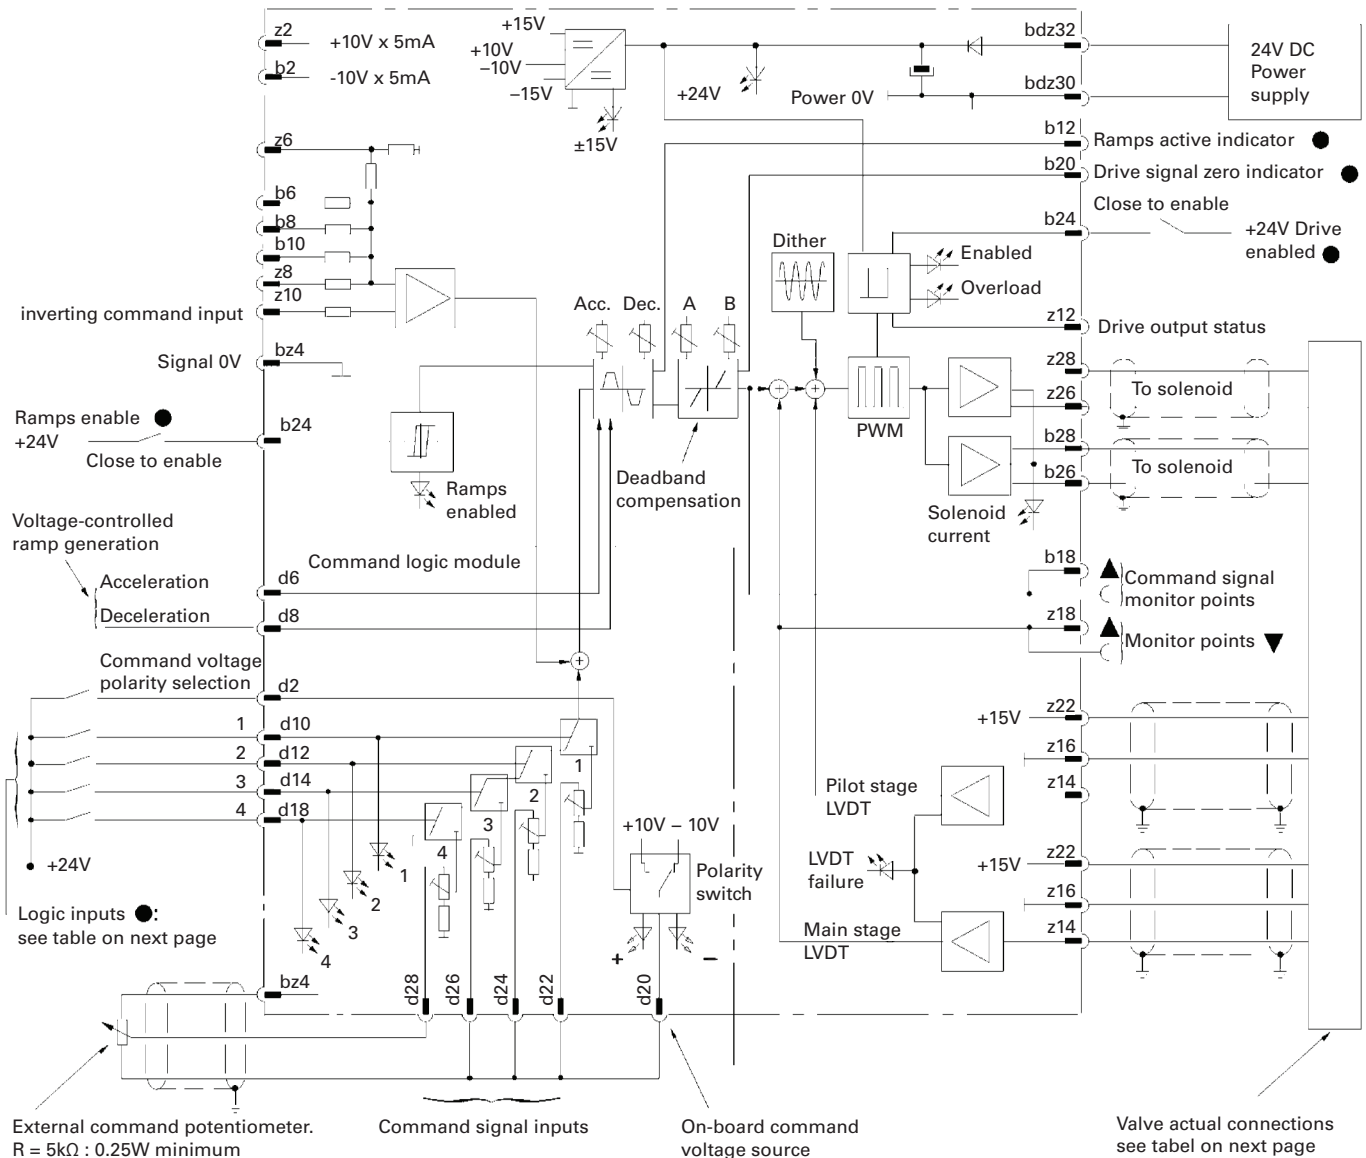 z2
+10V x 5mA
b2
-10V x 5mA
z6
b6
b8
b10
z8
z10
inverting command input
Signal 0V
bz4
Ramps enable
+24V
Close to enable
b24
Voltage-controlled
ramp generation
Acceleration
d6
Deceleration
d8
Command voltage
polarity selection
d2
1
d10
2
d12
3
d14
4
d18
+24V
Logic inputs :
see table on next page
bz4
External command potentiometer.
R = 5kΩ : 0.25W minimum
+15V
+10V
−10V
−15V
±15V
+24V
Power 0V
Acc.
Dec.
A
B
Dither
Enabled
Overload
PWM
Deadband
compensation
Ramps
enabled
Command logic module
Solenoid
current
1
2
3
4
1
2
3
4
+10V – 10V
Polarity
switch
+
–
d28
d26
d24
d22
d20
Command signal inputs
On-board command
voltage source
Pilot stage
LVDT
LVDT
failure
Main stage
LVDT
bdz32
bdz30
24V DC
Power
supply
b12
Ramps active indicator
b20
Drive signal zero indicator
Close to enable
b24
+24V Drive
enabled
z12
Drive output status
z28
To solenoid
z26
b28
To solenoid
b26
b18
Command signal
monitor points
z18
Monitor points
+15V
z22
z16
z14
+15V
z22
z16
z14
Valve actual connections
see tabel on next page